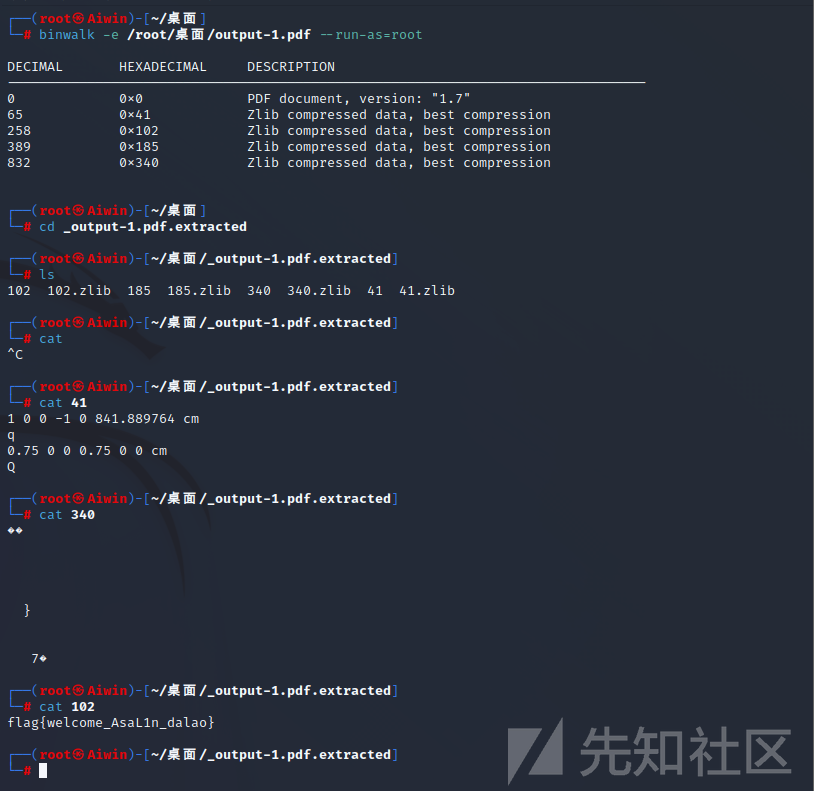 ┌──(root㉿Aiwin)-[~/桌面]
└─# binwalk -e /root/桌面/output-1.pdf --run-as=root
DECIMAL       HEXADECIMAL     DESCRIPTION
--------------------------------------------------------------------------------
0             0x0             PDF document, version: "1.7"
65            0x41            Zlib compressed data, best compression
258           0x102           Zlib compressed data, best compression
389           0x185           Zlib compressed data, best compression
832           0x340           Zlib compressed data, best compression
┌──(root㉿Aiwin)-[~/桌面]
└─# cd _output-1.pdf.extracted
┌──(root㉿Aiwin)-[~/桌面/_output-1.pdf.extracted]
└─# ls
102  102.zlib  185  185.zlib  340  340.zlib  41  41.zlib
┌──(root㉿Aiwin)-[~/桌面/_output-1.pdf.extracted]
└─# cat
^C
┌──(root㉿Aiwin)-[~/桌面/_output-1.pdf.extracted]
└─# cat 41
1 0 0 -1 0 841.889764 cm
q
0.75 0 0 0.75 0 0 cm
Q
┌──(root㉿Aiwin)-[~/桌面/_output-1.pdf.extracted]
└─# cat 340
��
}
7�
┌──(root㉿Aiwin)-[~/桌面/_output-1.pdf.extracted]
└─# cat 102
flag{welcome_AsaL1n_dalao}
┌──(root㉿Aiwin)-[~/桌面/_output-1.pdf.extracted]
└─#
先知社区